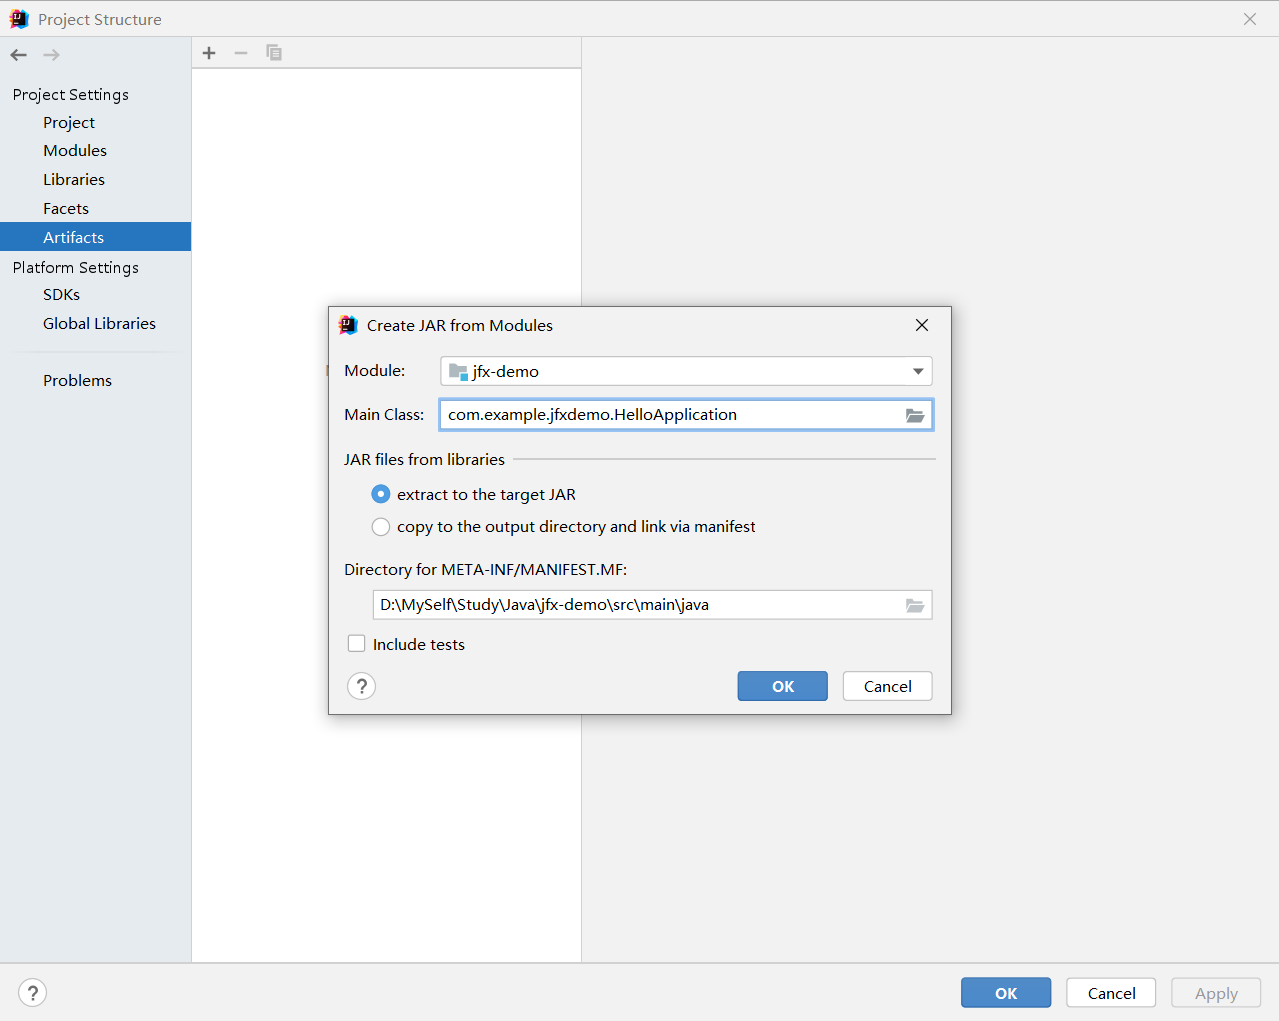 Project Structure
Project Settings
Project
Modules
Libraries
Facets
Artifacts
Platform Settings
SDKs
Global Libraries
Problems
Create JAR from Modules
Module: jfx-demo
Main Class: com.example.jfxdemo.HelloApplication
JAR files from libraries
extract to the target JAR
copy to the output directory and link via manifest
Directory for META-INF/MANIFEST.MF:
D:\MySelf\Study\Java\jfx-demo\src\main\java
Include tests
? OK Cancel
? OK Cancel Apply